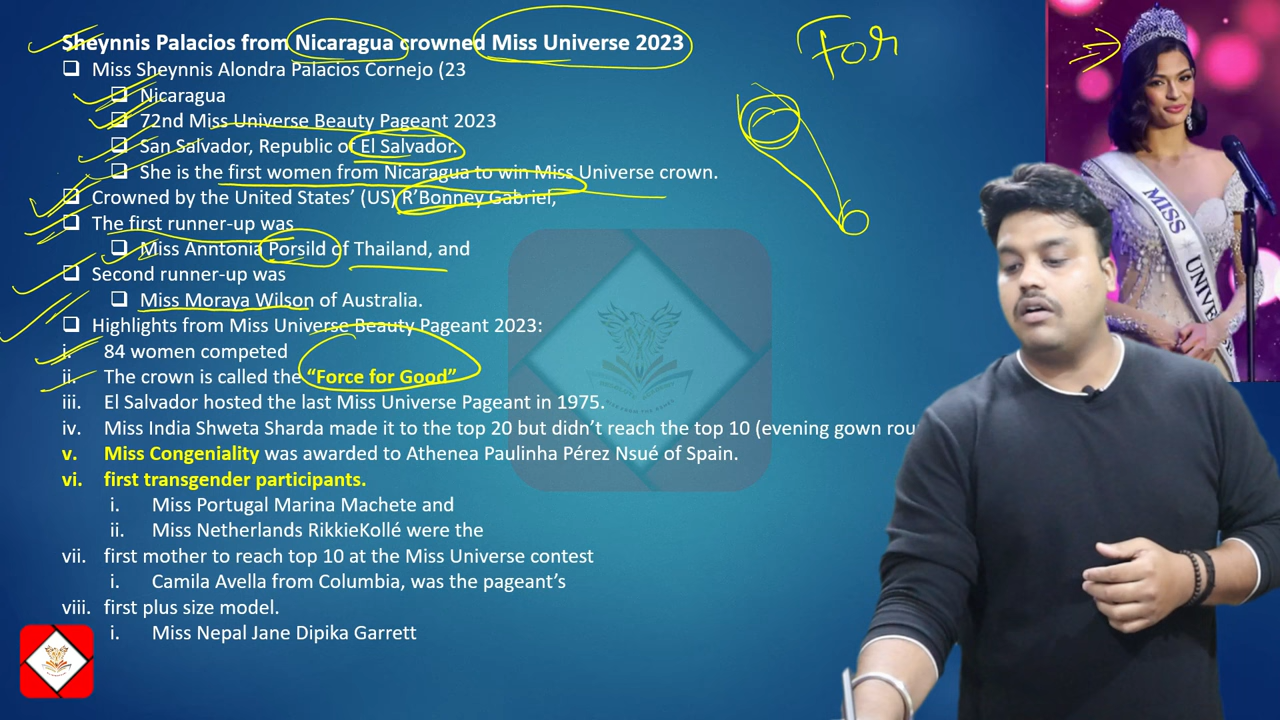 Sheynnis Palacios from Nicaragua crowned Miss Universe 2023
Miss Sheynnis Alondra Palacios Cornejo (23
Nicaragua
72nd Miss Universe Beauty Pageant 2023
San Salvador, Republic of El Salvador.
She is the first women from Nicaragua to win Miss Universe crown.
Crowned by the United States’ (US) R’Bonney Gabriel,
The first runner-up was
Miss Anntonia Porsild of Thailand, and
Second runner-up was
Miss Moraya Wilson of Australia.
Highlights from Miss Universe Beauty Pageant 2023:
i. 84 women competed
ii. The crown is called the “Force for Good”
iii. El Salvador hosted the last Miss Universe Pageant in 1975.
iv. Miss India Shweta Sharda made it to the top 20 but didn’t reach the top 10 (evening gown rou
v. Miss Congeniality was awarded to Athenea Paulinha Pérez Nsué of Spain.
vi. first transgender participants.
i. Miss Portugal Marina Machete and
ii. Miss Netherlands RikkieKollé were the
vii. first mother to reach top 10 at the Miss Universe contest
i. Camila Avella from Columbia, was the pageant’s
viii. first plus size model.
i. Miss Nepal Jane Dipika Garrett
For
MISS UNIVE